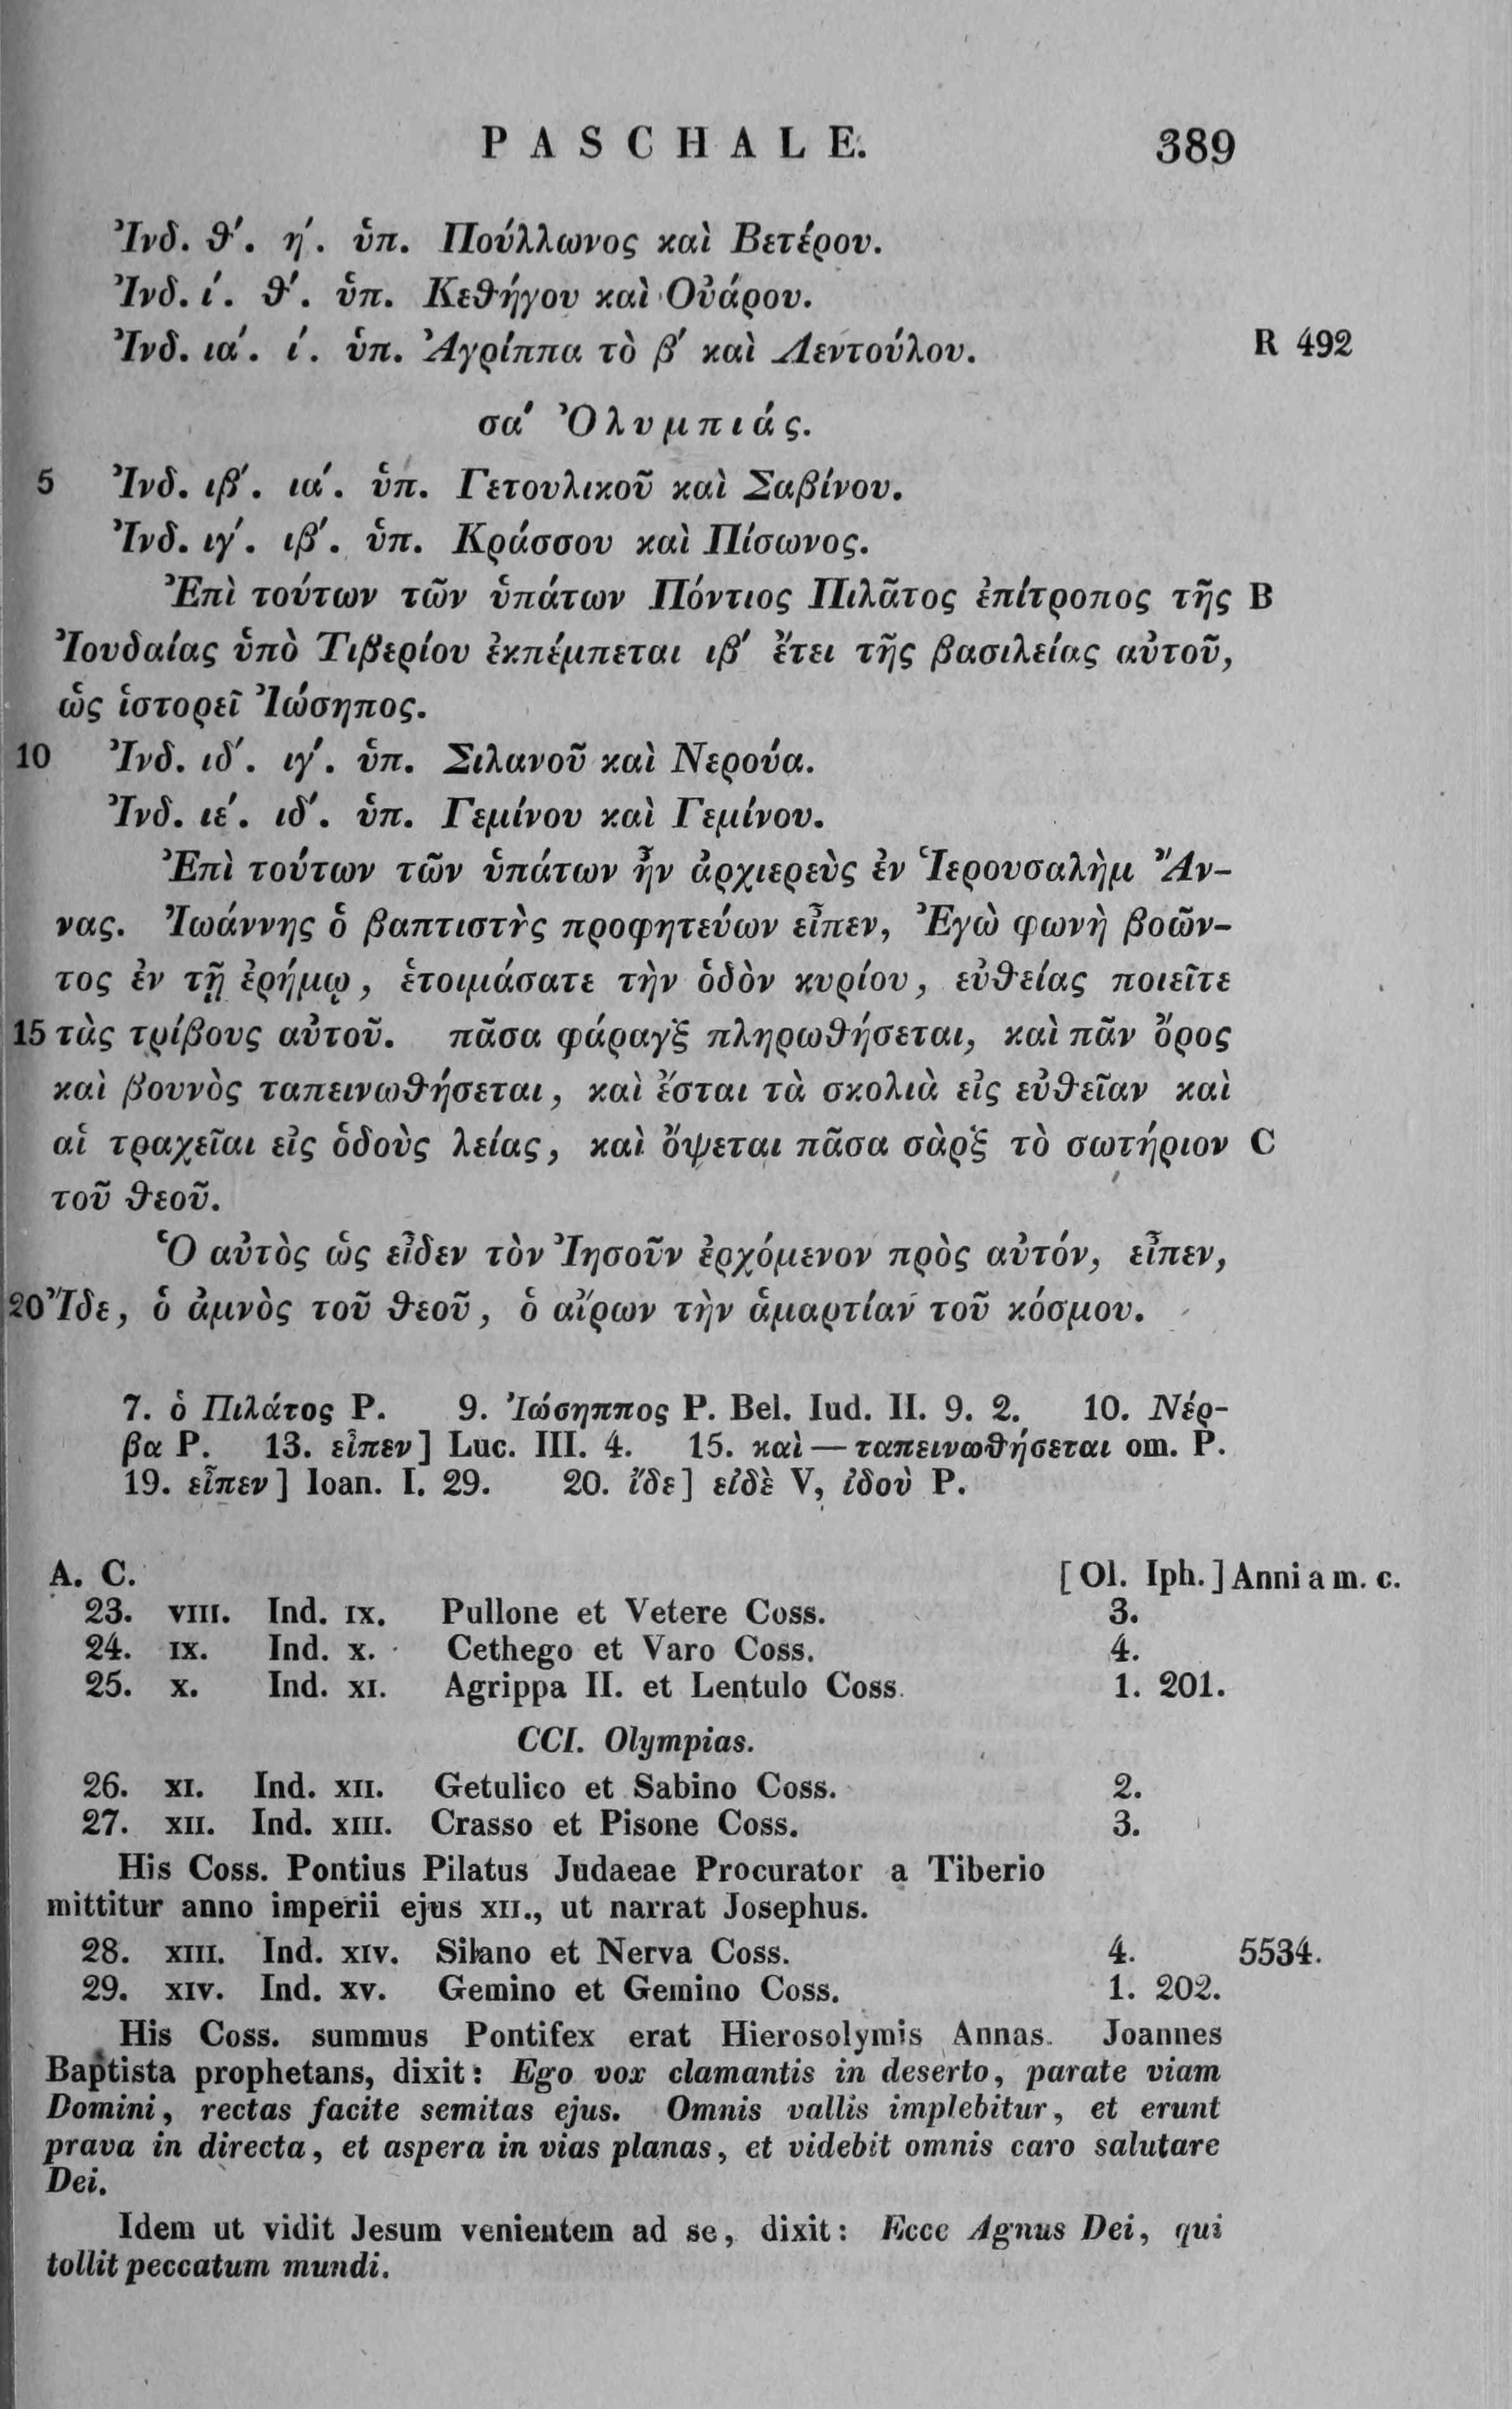 PASCHALE. 389
Ἰνδ. θ΄. η΄. ὑπ. Πούλλωνος καὶ Βετέρου.
Ἰνδ. ι΄. θ΄. ὑπ. Κεθήγου καὶ Οὐάρου.
Ἰνδ. ια΄. ι΄. ὑπ. Ἀγρίππα τὸ β΄ καὶ Λεντούλου. R 492
σα΄ Ὀλυμπιάς.
5 Ἰνδ. ιβ΄. ια΄. ὑπ. Γετουλικοῦ καὶ Σαβίνου.
Ἰνδ. ιγ΄. ιβ΄. ὑπ. Κράσσου καὶ Πίσωνος.
Ἐπὶ τούτων τῶν ὑπάτων Πόντιος Πιλᾶτος ἐπίτροπος τῆς B
Ἰουδαίας ὑπὸ Τιβερίου ἐκπέμπεται ιβ΄ ἔτει τῆς βασιλείας αὐτοῦ,
ὡς ἱστορεῖ Ἰώσηπος.
10 Ἰνδ. ιδ΄. ιγ΄. ὑπ. Σιλανοῦ καὶ Νερούα.
Ἰνδ. ιε΄. ιδ΄. ὑπ. Γεμίνου καὶ Γεμίνου.
Ἐπὶ τούτων τῶν ὑπάτων ἦν ἀρχιερεὺς ἐν Ἱερουσαλὴμ Ἄν-
νας. Ἰωάννης ὁ βαπτιστὴς προφητεύων εἶπεν, Ἐγὼ φωνὴ βοῶν-
τος ἐν τῇ ἐρήμῳ, ἑτοιμάσατε τὴν ὁδὸν κυρίου, εὐθείας ποιεῖτε
15 τὰς τρίβους αὐτοῦ. πᾶσα φάραγξ πληρωθήσεται, καὶ πᾶν ὄρος
καὶ βουνὸς ταπεινωθήσεται, καὶ ἔσται τὰ σκολιὰ εἰς εὐθεῖαν καὶ
αἱ τραχεῖαι εἰς ὁδοὺς λείας, καὶ ὄψεται πᾶσα σὰρξ τὸ σωτήριον C
τοῦ θεοῦ.
Ὁ αὐτὸς ὡς εἶδεν τὸν Ἰησοῦν ἐρχόμενον πρὸς αὐτόν, εἶπεν,
20 Ἴδε, ὁ ἀμνὸς τοῦ θεοῦ, ὁ αἴρων τὴν ἁμαρτίαν τοῦ κόσμου.
7. ὁ Πιλάτος P. 9. Ἰώσηππος P. Bel. Iud. II. 9. 2. 10. Νέρ-
βα P. 13. εἶπεν] Luc. III. 4. 15. καὶ — ταπεινωθήσεται om. P.
19. εἶπεν] Ioan. I. 29. 20. ἴδε] εἰδὲ V, ἰδοὺ P.
A. C. [Ol. Iph.] Anni a m. c.
23. VIII. Ind. IX. Pullone et Vetere Coss. 3.
24. IX. Ind. X. Cethego et Varo Coss. 4.
25. X. Ind. XI. Agrippa II. et Lentulo Coss. 1. 201.
CCI. Olympias.
26. XI. Ind. XII. Getulico et Sabino Coss. 2.
27. XII. Ind. XIII. Crasso et Pisone Coss. 3.
His Coss. Pontius Pilatus Judaeae Procurator a Tiberio
mittitur anno imperii ejus XII., ut narrat Josephus.
28. XIII. Ind. XIV. Silano et Nerva Coss. 4. 5534.
29. XIV. Ind. XV. Gemino et Gemino Coss. 1. 202.
His Coss. summus Pontifex erat Hierosolymis Annas. Joannes
Baptista prophetans, dixit: Ego vox clamantis in deserto, parate viam
Domini, rectas facite semitas ejus. Omnis vallis implebitur, et erunt
prava in directa, et aspera in vias planas, et videbit omnis caro salutare
Dei.
Idem ut vidit Jesum venientem ad se, dixit: Ecce Agnus Dei, qui
tollit peccatum mundi.